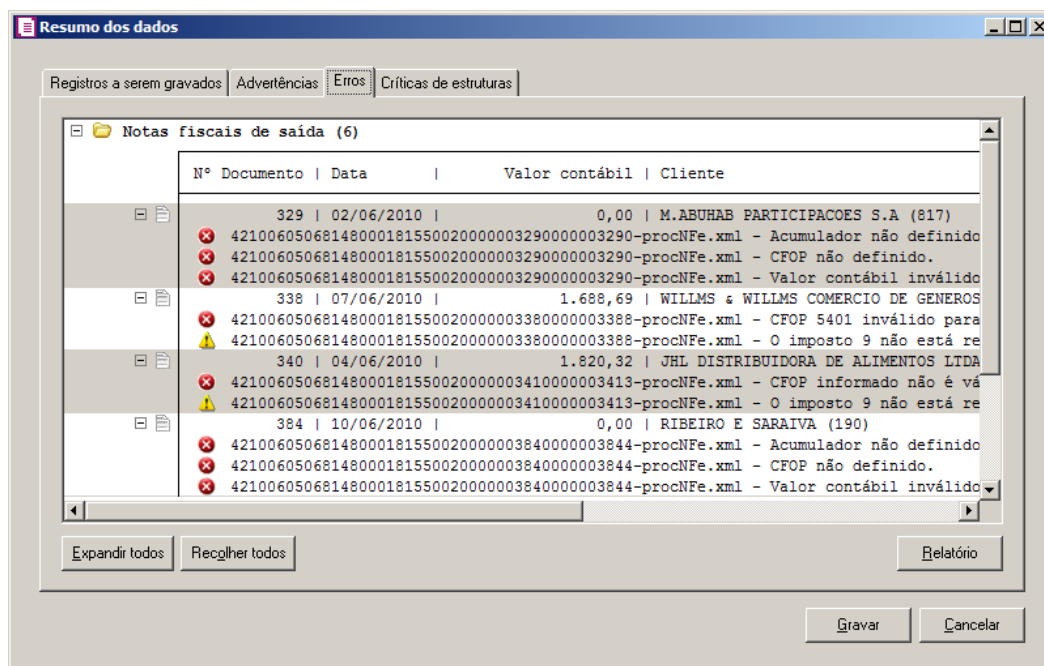 Resumo dos dados
Registros a serem gravados Advertências Erros Críticas de estruturas
Notas fiscais de saída (6)
Nº Documento | Data | Valor contábil | Cliente
329 | 02/06/2010 | 0,00 | M.ABUHAB PARTICIPACOES S.A (817)
42100605068148000181550020000003290000003290-procNFe.xml - Acumulador não definido
42100605068148000181550020000003290000003290-procNFe.xml - CFOP não definido.
42100605068148000181550020000003290000003290-procNFe.xml - Valor contábil inválido
338 | 07/06/2010 | 1.688,69 | WILLMS & WILLMS COMERCIO DE GENEROS
42100605068148000181550020000003380000003388-procNFe.xml - CFOP 5401 inválido para
42100605068148000181550020000003380000003388-procNFe.xml - O imposto 9 não está re
340 | 04/06/2010 | 1.820,32 | JHL DISTRIBUIDORA DE ALIMENTOS LTDA
42100605068148000181550020000003410000003413-procNFe.xml - CFOP informado não é vá
42100605068148000181550020000003410000003413-procNFe.xml - O imposto 9 não está re
384 | 10/06/2010 | 0,00 | RIBEIRO E SARAIVA (190)
42100605068148000181550020000003840000003844-procNFe.xml - Acumulador não definido
42100605068148000181550020000003840000003844-procNFe.xml - CFOP não definido.
42100605068148000181550020000003840000003844-procNFe.xml - Valor contábil inválido
Expandir todos Recolher todos Relatório
Gravar Cancelar